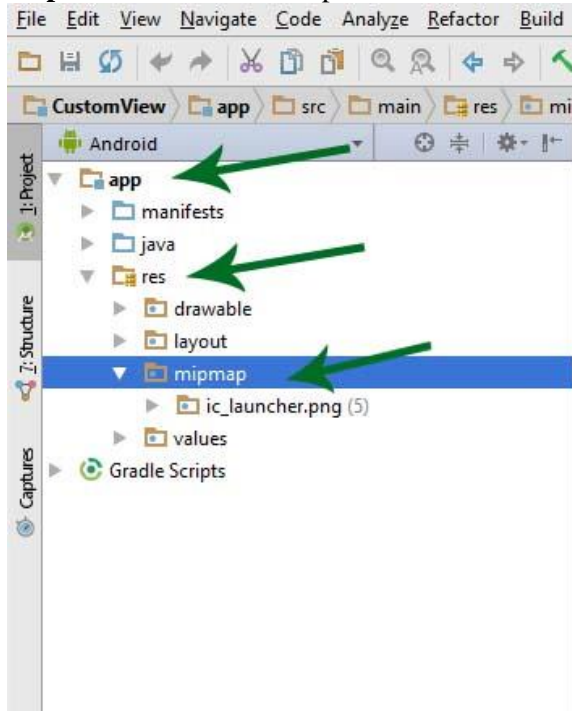 File Edit View Navigate Code Analyze Refactor Build
CustomView app src main res mi
1: Project
Android
app
manifests
java
res
drawable
layout
mipmap
ic_launcher.png (5)
values
Gradle Scripts
7: Structure
Captures